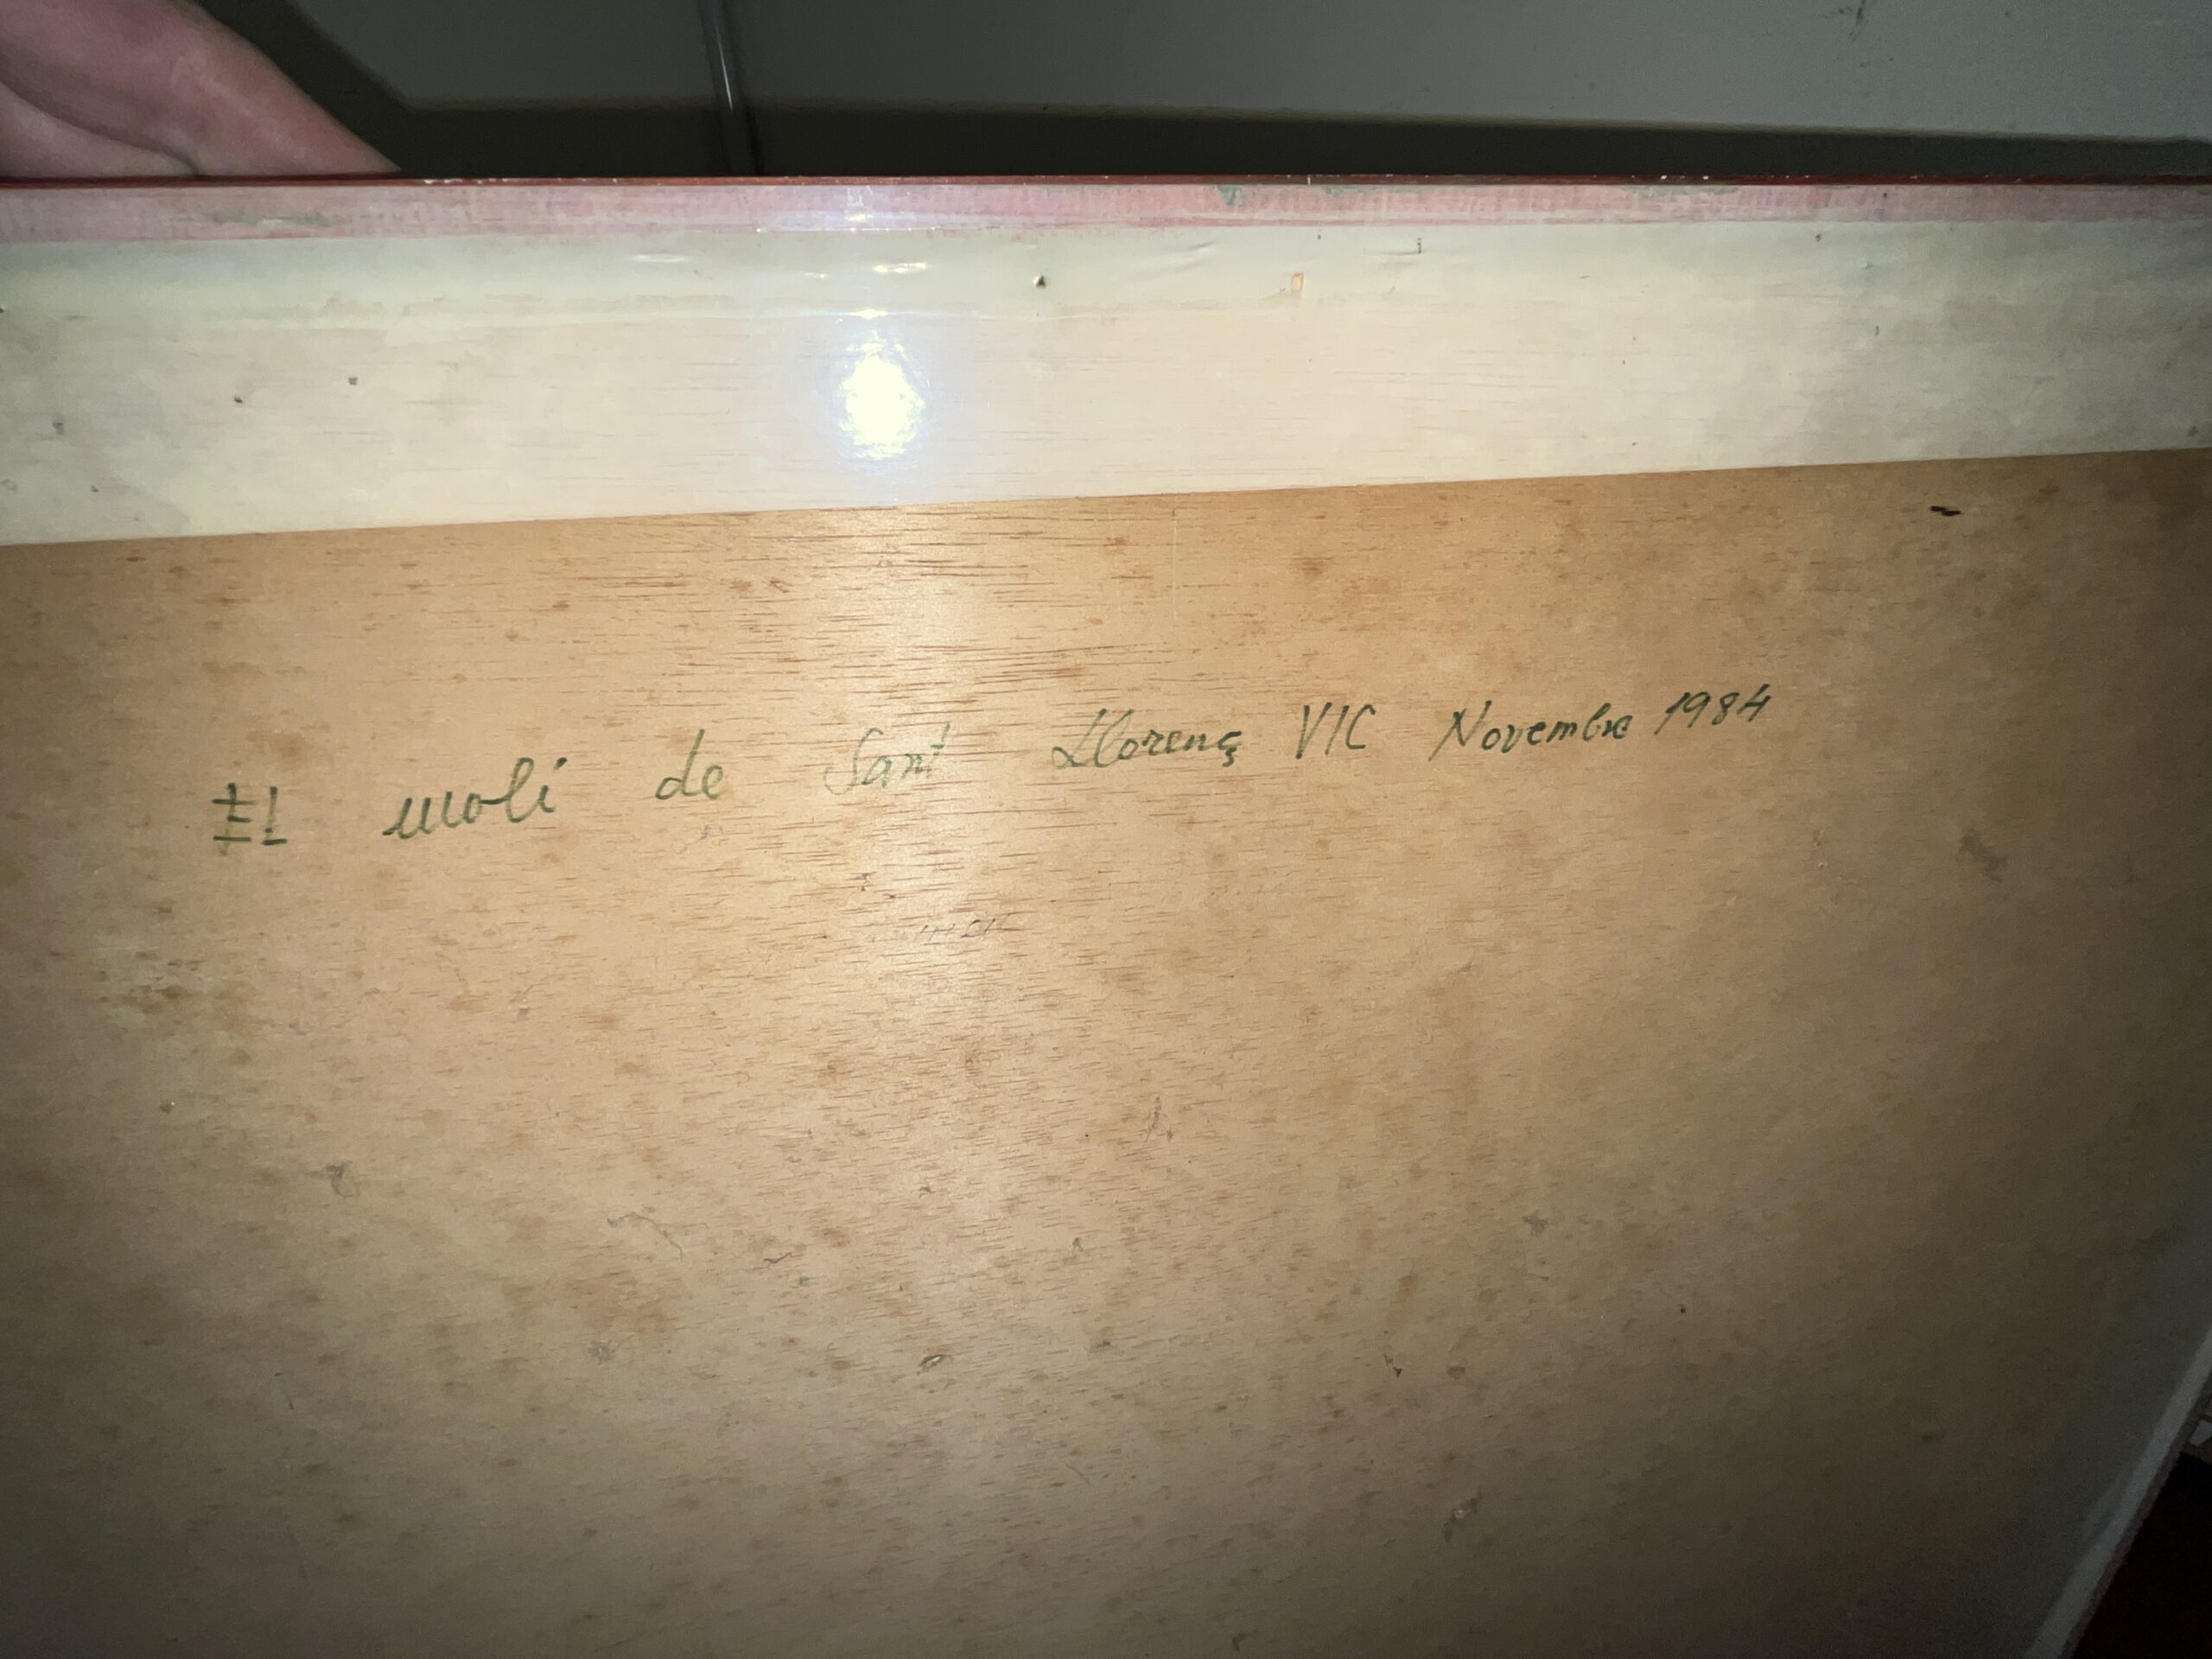 El moli de Sant Llorenç VIC Novembre 1984